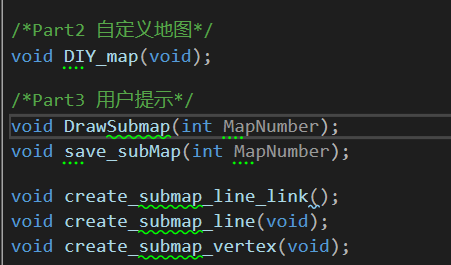 /*Part2 自定义地图*/
void DIY_map(void);
/*Part3 用户提示*/
void DrawSubmap(int MapNumber);
void save_subMap(int MapNumber);
void create_submap_line_link();
void create_submap_line(void);
void create_submap_vertex(void);